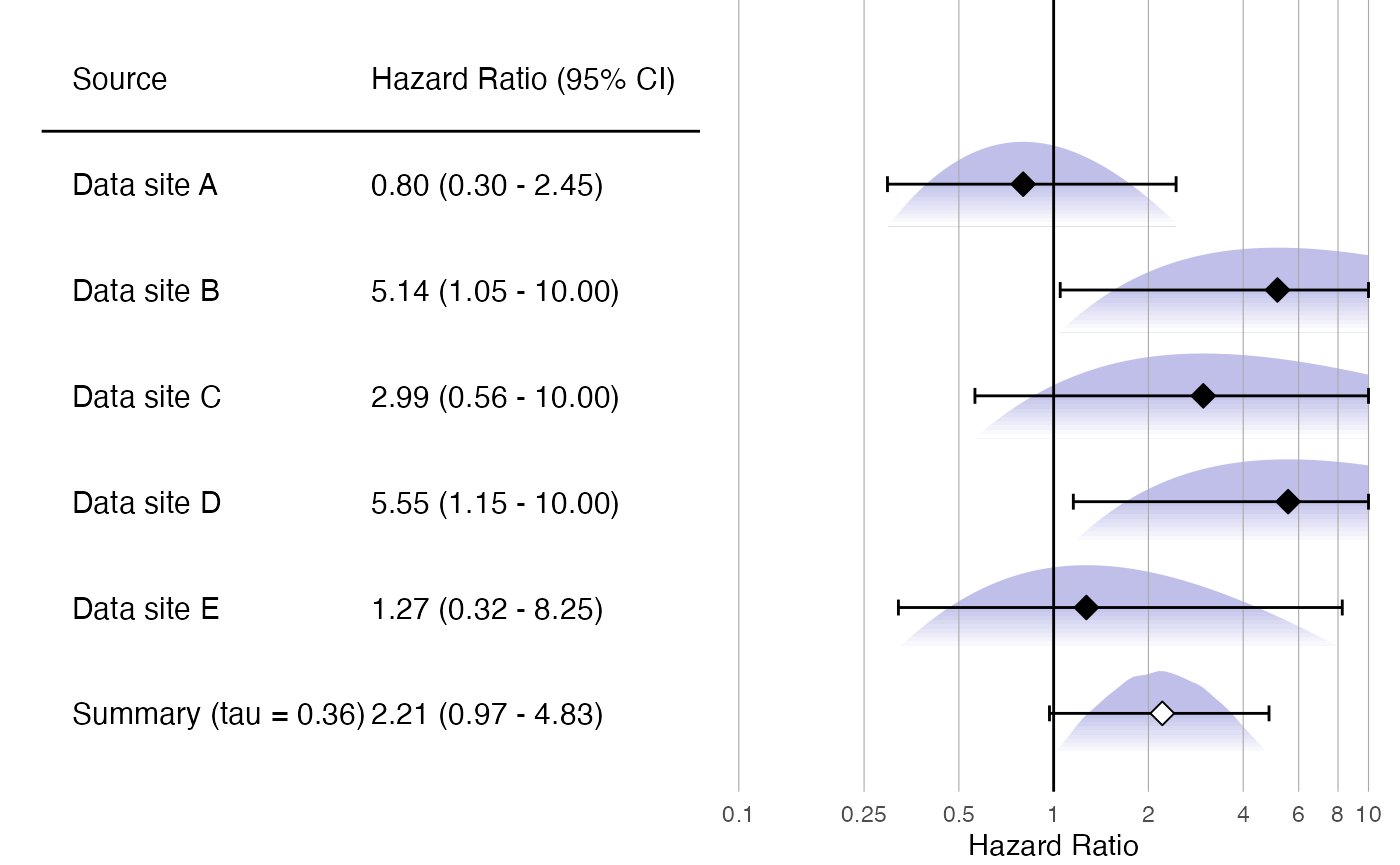 Source Hazard Ratio (95% CI)
Data site A 0.80 (0.30 - 2.45)
Data site B 5.14 (1.05 - 10.00)
Data site C 2.99 (0.56 - 10.00)
Data site D 5.55 (1.15 - 10.00)
Data site E 1.27 (0.32 - 8.25)
Summary (tau = 0.36) 2.21 (0.97 - 4.83)
0.1 0.25 0.5 1 2 4 6 8 10
Hazard Ratio